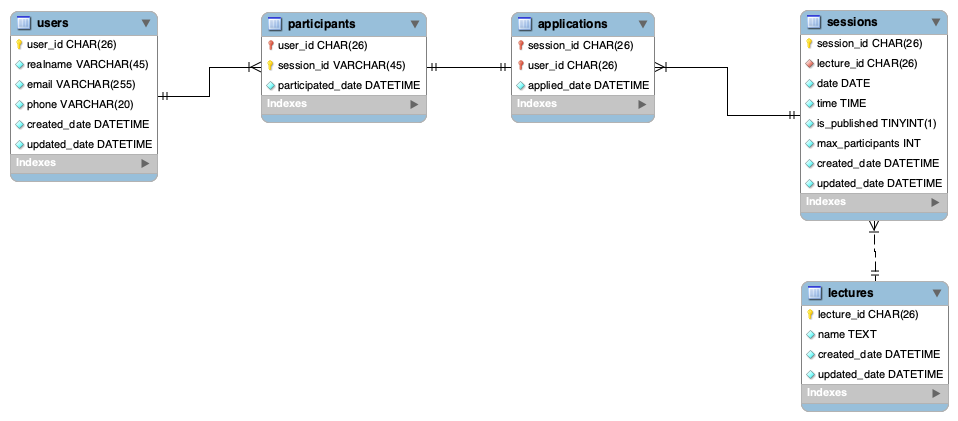 users
user_id CHAR(26)
realname VARCHAR(45)
email VARCHAR(255)
phone VARCHAR(20)
created_date DATETIME
updated_date DATETIME
Indexes
participants
user_id CHAR(26)
session_id VARCHAR(45)
participated_date DATETIME
Indexes
applications
session_id CHAR(26)
user_id CHAR(26)
applied_date DATETIME
Indexes
sessions
session_id CHAR(26)
lecture_id CHAR(26)
date DATE
time TIME
is_published TINYINT(1)
max_participants INT
created_date DATETIME
updated_date DATETIME
Indexes
lectures
lecture_id CHAR(26)
name TEXT
created_date DATETIME
updated_date DATETIME
Indexes